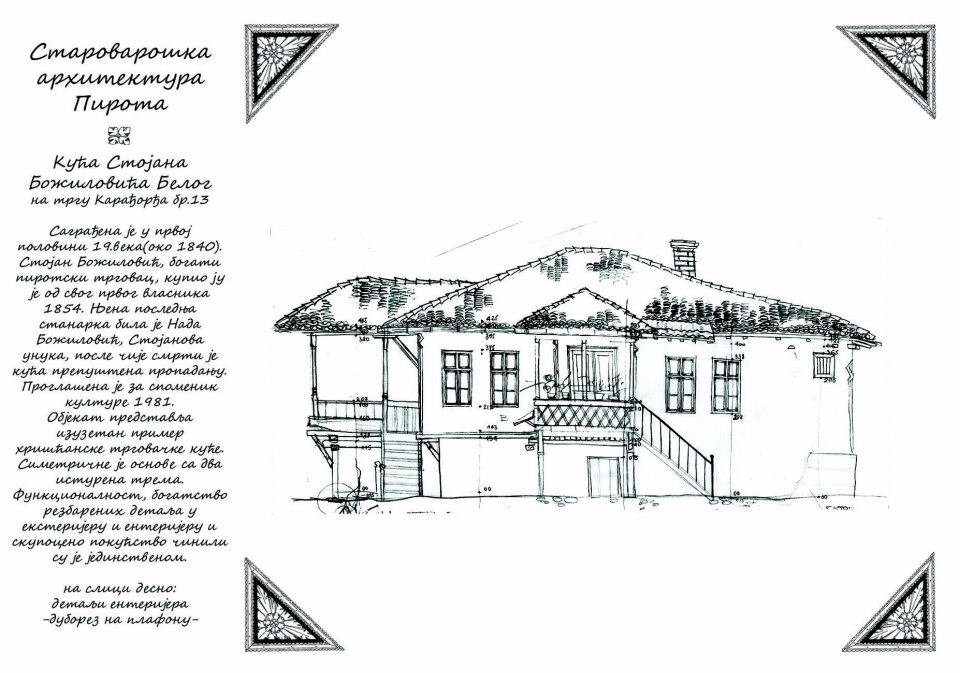 Староварошка
архитектура
Пирота
Кућа Стојана
Божиловића Белог
на тргу Карађорђа бр.13
Саграђена је у првој
половини 19.века(око 1840).
Стојан Божиловић, богати
пиротски трговац, купио ју
је од свог првог власника
1854. Њена последња
станарка била је Нада
Божиловић, Стојанова
унука, после чије смрти је
кућа препуштена пропадању.
Проглашена је за споменик
културе 1981.
Објекат представља
изузетан пример
хришћанске трговачке куће.
Симетричне је основе са два
истурена трема.
Функционалност, богатство
резбарених детаља у
екстеријеру и ентеријеру и
скупоцено покућство чинили
су је јединственом.
на слици десно:
детаљи ентеријера
-дуборез на плафону-